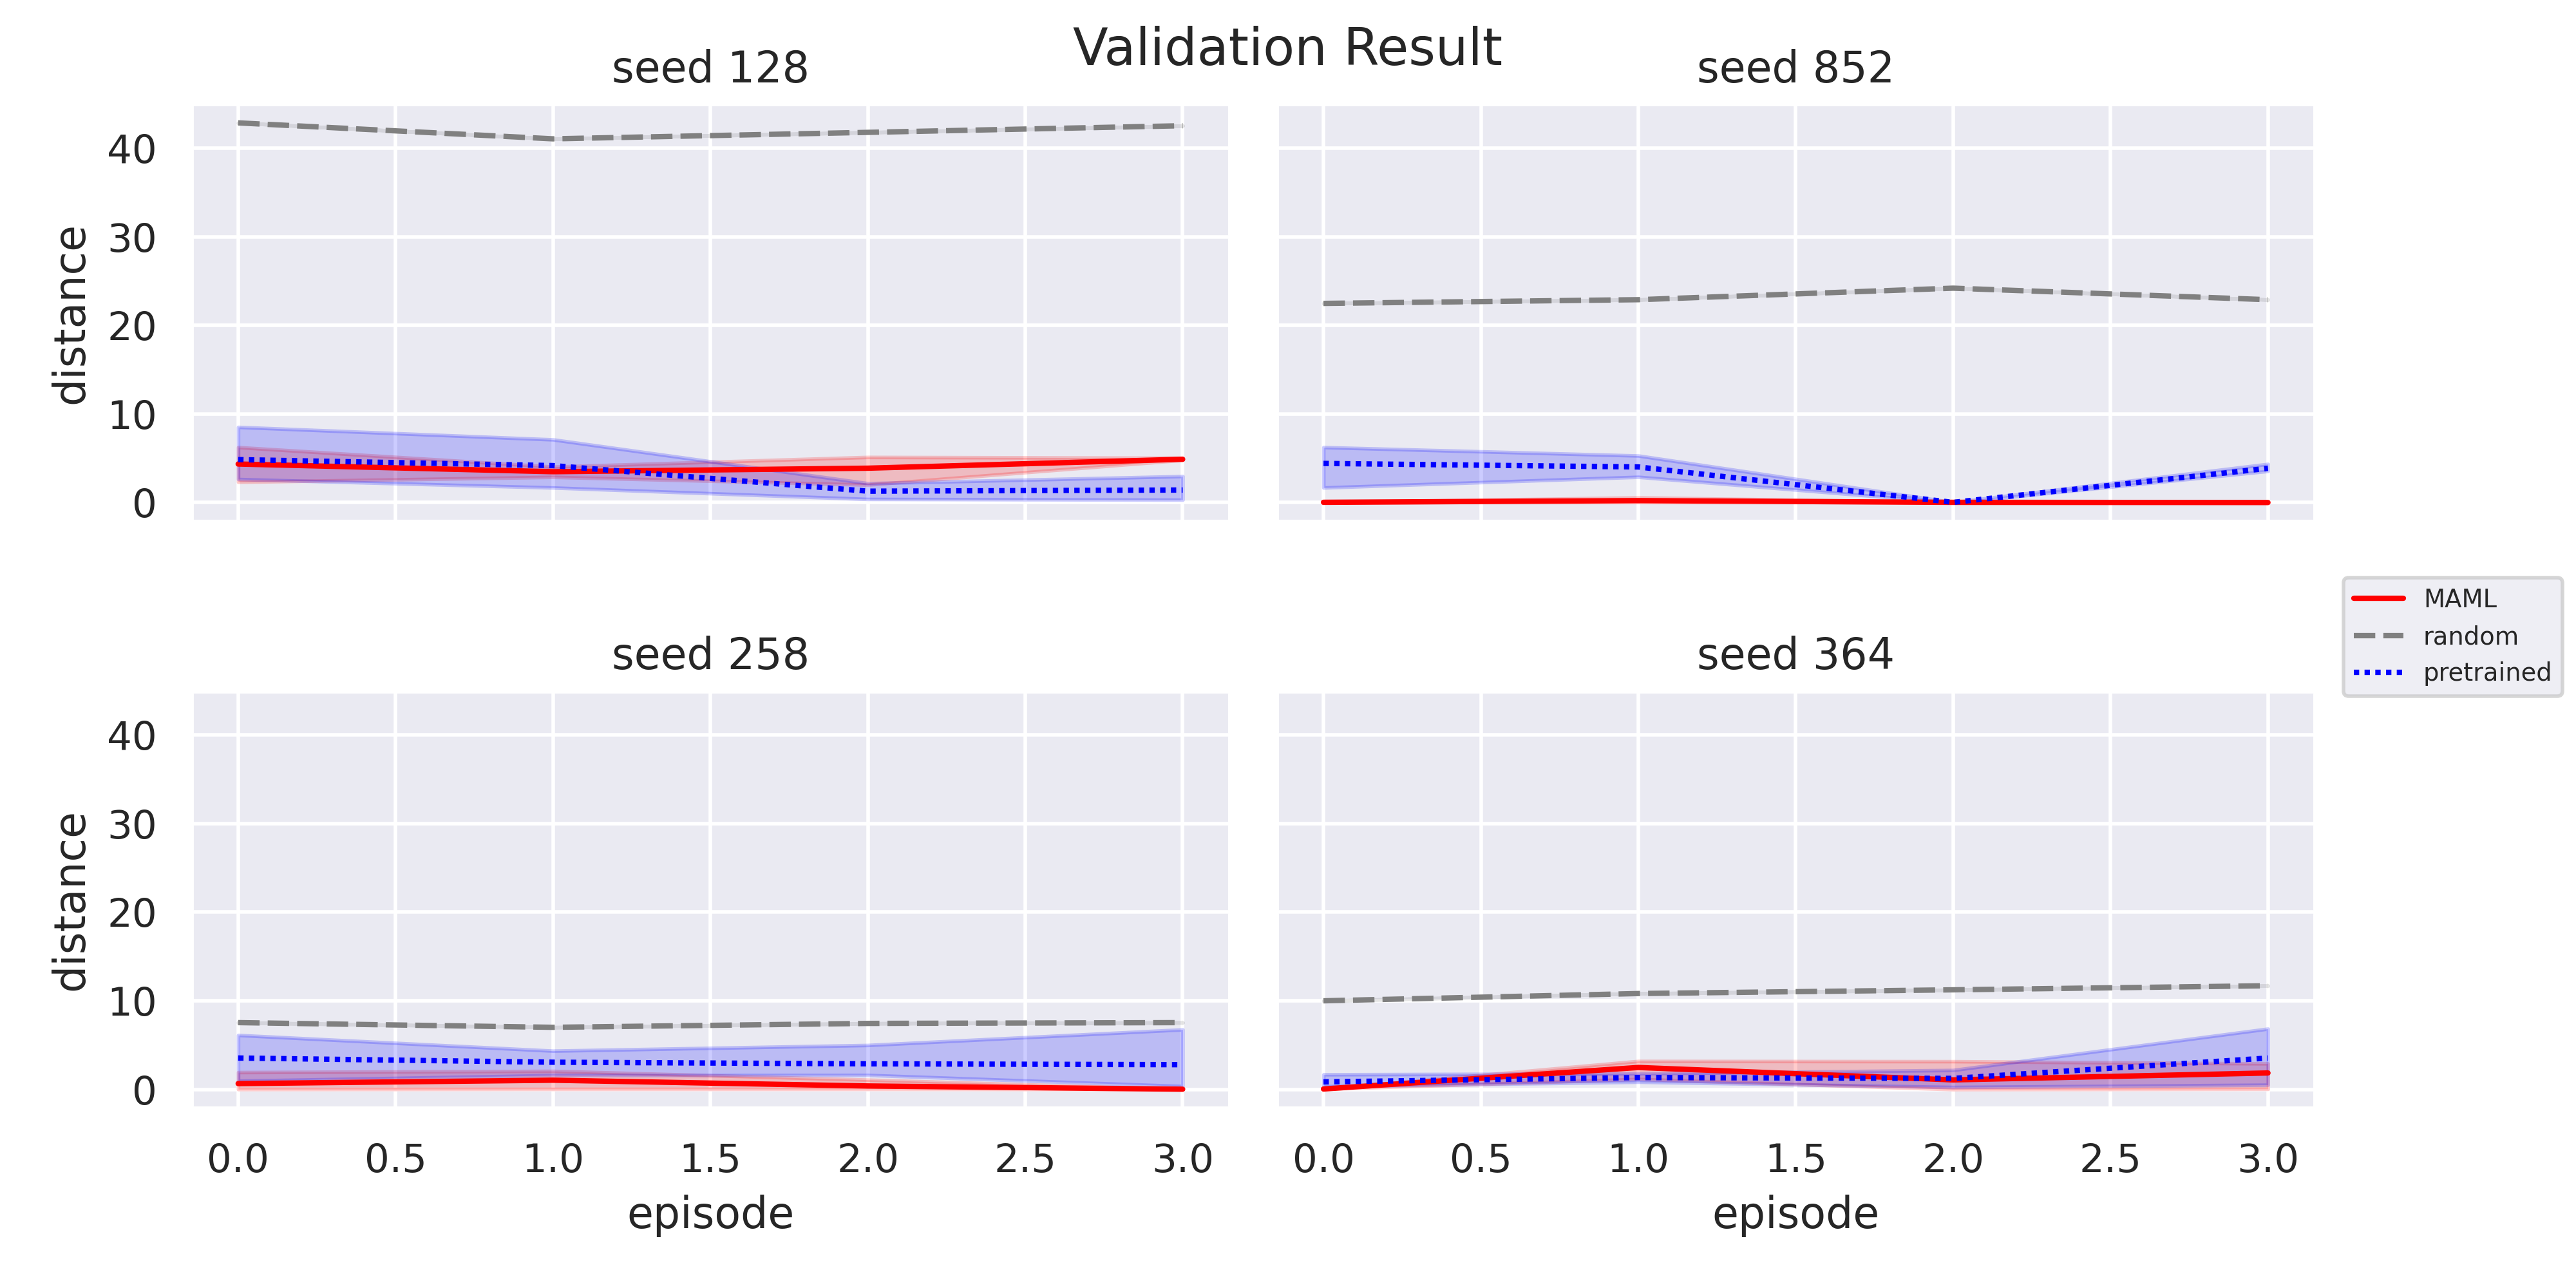 Validation Result
seed 128
seed 852
40
30
20
10
0
distance
MAML
random
pretrained
seed 258
seed 364
40
30
20
10
0
distance
0.0 0.5 1.0 1.5 2.0 2.5 3.0
0.0 0.5 1.0 1.5 2.0 2.5 3.0
episode
episode